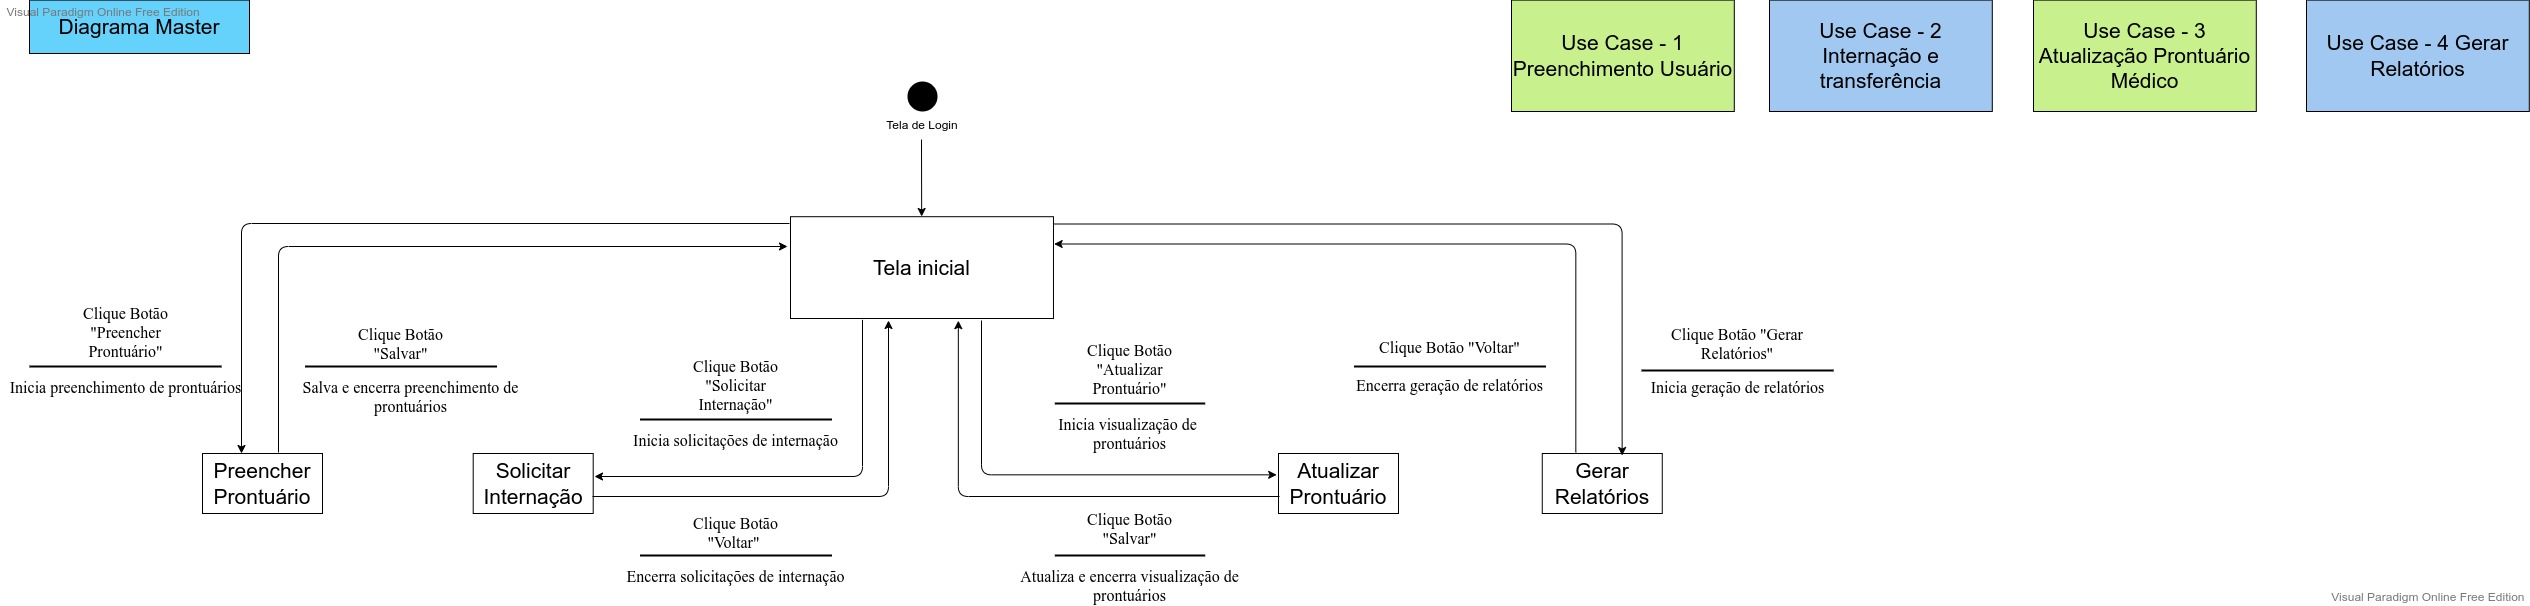 Visual Paradigm Online Free Edition
Diagrama Master
Use Case - 1
Preenchimento Usuário
Use Case - 2
Internação e
transferência
Use Case - 3
Atualização Prontuário
Médico
Use Case - 4 Gerar
Relatórios
Tela de Login
Tela inicial
Clique Botão
"Preencher
Prontuário"
Inicia preenchimento de prontuários
Clique Botão
"Salvar"
Salva e encerra preenchimento de
prontuários
Clique Botão
"Solicitar
Internação"
Inicia solicitações de internação
Clique Botão
"Atualizar
Prontuário"
Inicia visualização de
prontuários
Clique Botão "Voltar"
Encerra geração de relatórios
Clique Botão "Gerar
Relatórios"
Inicia geração de relatórios
Preencher
Prontuário
Solicitar
Internação
Atualizar
Prontuário
Gerar
Relatórios
Clique Botão
"Voltar"
Encerra solicitações de internação
Clique Botão
"Salvar"
Atualiza e encerra visualização de
prontuários
Visual Paradigm Online Free Edition